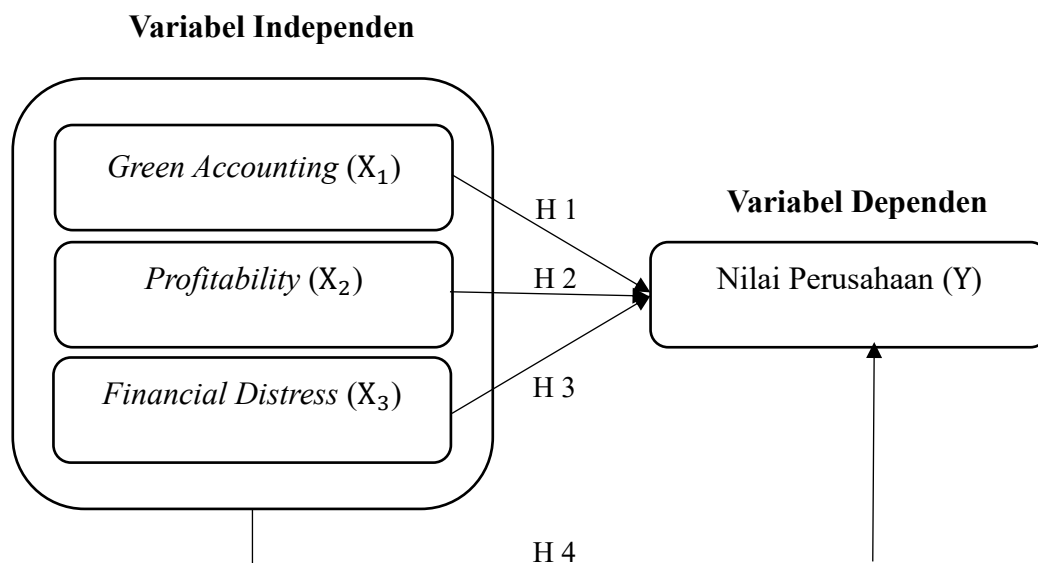 Variabel Independen
Green Accounting (X₁)
H 1
Variabel Dependen
Profitability (X₂)
H 2
Nilai Perusahaan (Y)
Financial Distress (X₃)
H 3
H 4